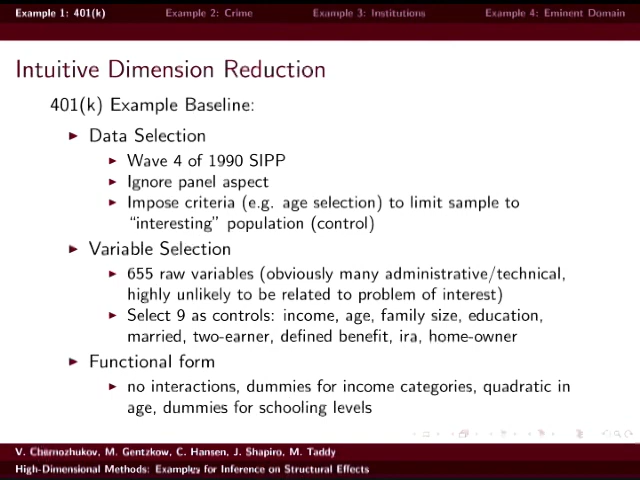 Example 1: 401(k) Example 2: Crime Example 3: Institutions Example 4: Eminent Domain
Intuitive Dimension Reduction
401(k) Example Baseline:
Data Selection
Wave 4 of 1990 SIPP
Ignore panel aspect
Impose criteria (e.g. age selection) to limit sample to
“interesting” population (control)
Variable Selection
655 raw variables (obviously many administrative/technical,
highly unlikely to be related to problem of interest)
Select 9 as controls: income, age, family size, education,
married, two-earner, defined benefit, ira, home-owner
Functional form
no interactions, dummies for income categories, quadratic in
age, dummies for schooling levels
V. Chernozhukov, M. Gentzkow, C. Hansen, J. Shapiro, M. Taddy
High-Dimensional Methods: Examples for Inference on Structural Effects